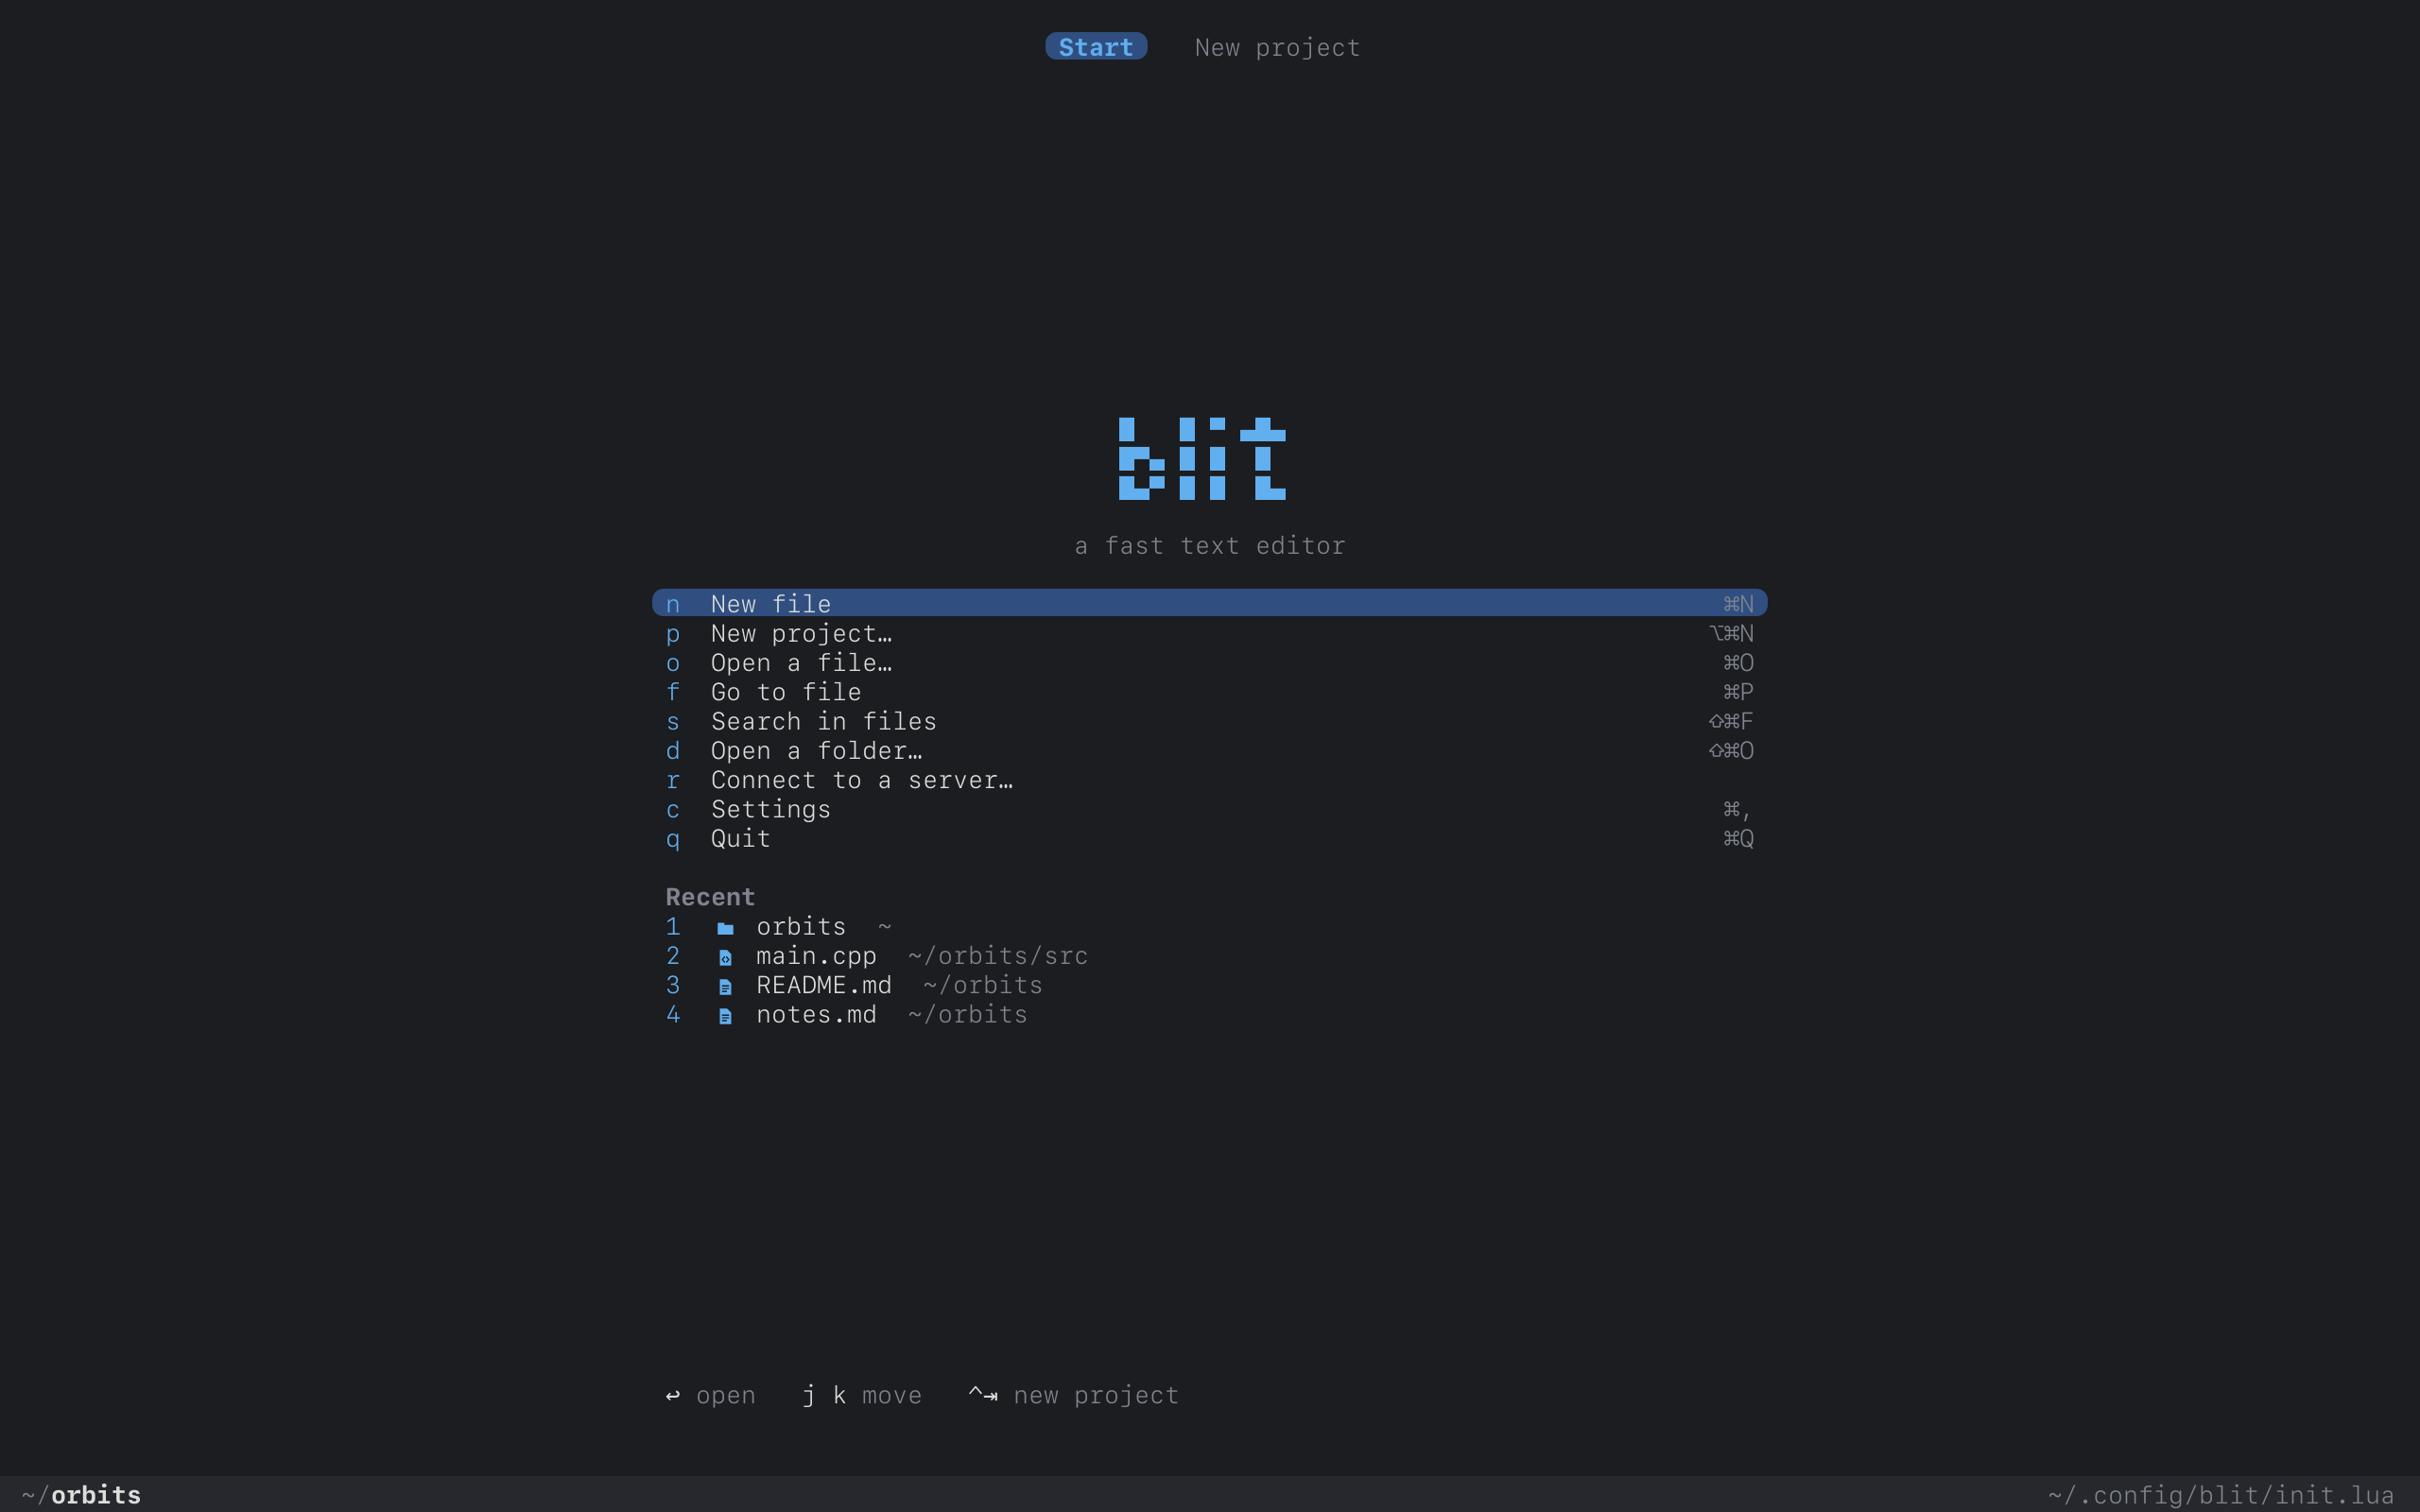 Start New project
blit
a fast text editor
n New file ⌘N
p New project… ⌥⌘N
o Open a file… ⌘O
f Go to file ⌘P
s Search in files ⇧⌘F
d Open a folder… ⇧⌘O
r Connect to a server…
c Settings ⌘,
q Quit ⌘Q
Recent
1 orbits ~
2 main.cpp ~/orbits/src
3 README.md ~/orbits
4 notes.md ~/orbits
↩ open j k move ^⇥ new project
~/orbits ~/.config/blit/init.lua